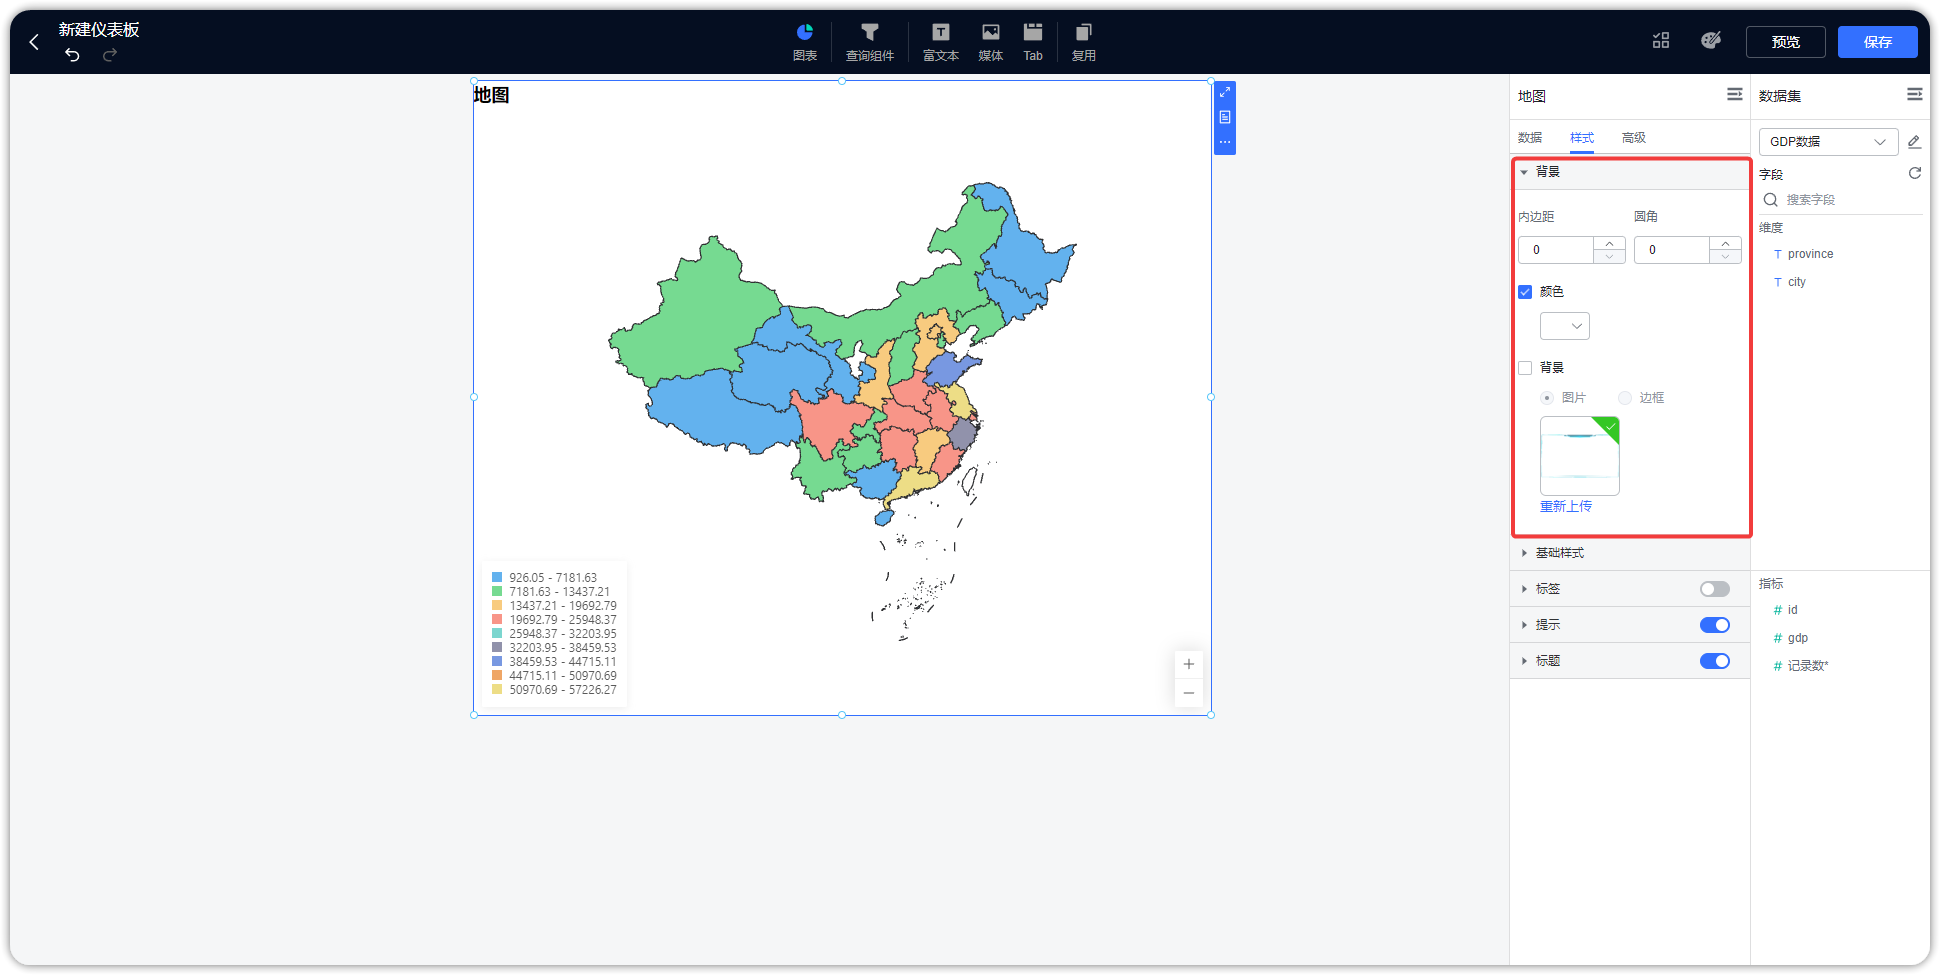 新建仪表板
图表
查询组件
富文本
媒体
Tab
复用
预览
保存
地图
926.05 - 7181.63
7181.63 - 13437.21
13437.21 - 19692.79
19692.79 - 25948.37
25948.37 - 32203.95
32203.95 - 38459.53
38459.53 - 44715.11
44715.11 - 50970.69
50970.69 - 57226.27
地图
数据 样式 高级
背景
内边距 圆角
0 0
颜色
背景
图片 边框
重新上传
基础样式
标签
提示
标题
数据集
GDP数据
字段
搜索字段
维度
T province
T city
指标
# id
# gdp
# 记录数*